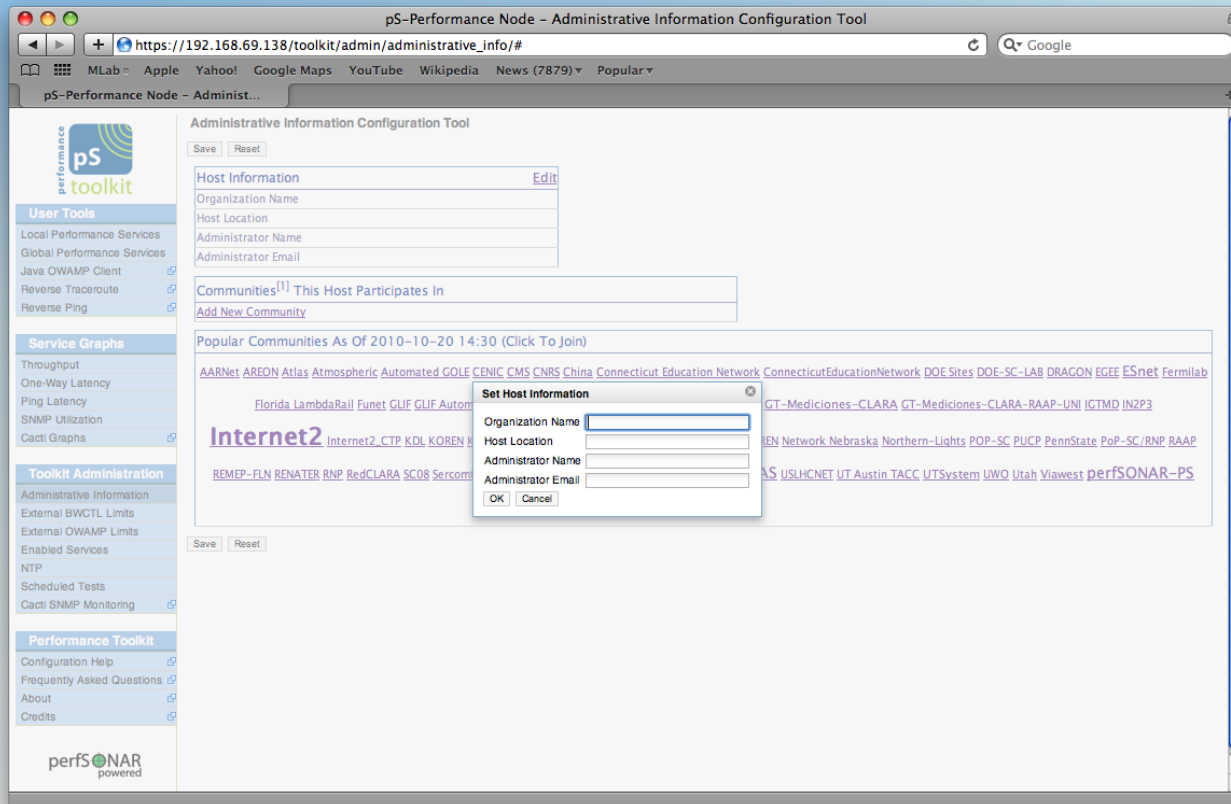 pS-Performance Node – Administrative Information Configuration Tool
https://192.168.69.138/toolkit/admin/administrative_info/#
Google
MLab Apple Yahoo! Google Maps YouTube Wikipedia News (7879) Popular
pS-Performance Node – Administ...
performance
pS
toolkit
User Tools
Local Performance Services
Global Performance Services
Java OWAMP Client
Reverse Traceroute
Reverse Ping
Service Graphs
Throughput
One-Way Latency
Ping Latency
SNMP Utilization
Cacti Graphs
Toolkit Administration
Administrative Information
External BWCTL Limits
External OWAMP Limits
Enabled Services
NTP
Scheduled Tests
Cacti SNMP Monitoring
Performance Toolkit
Configuration Help
Frequently Asked Questions
About
Credits
perfSONAR
powered
Administrative Information Configuration Tool
Save Reset
Host Information Edit
Organization Name
Host Location
Administrator Name
Administrator Email
Communities[1] This Host Participates In
Add New Community
Popular Communities As Of 2010-10-20 14:30 (Click To Join)
AARNet AREON Atlas Atmospheric Automated GOLE CENIC CMS CNRS China Connecticut Education Network ConnecticutEducationNetwork DOE Sites DOE-SC-LAB DRAGON EGEE ESnet Fermilab
Florida LambdaRail Funet GLIF GLIF Autom GT-Mediciones-CLARA GT-Mediciones-CLARA-RAAP-UNI IGTMD IN2P3
Internet2 Internet2_CTP KDL KOREN K REN Network Nebraska Northern-Lights POP-SC PUCP PennState PoP-SC/RNP RAAP
REMEP-FLN RENATER RNP RedCLARA SC08 Sercom AS USLHCNET UT Austin TACC UTSystem UWO Utah Viawest perfSONAR-PS
Set Host Information
Organization Name
Host Location
Administrator Name
Administrator Email
OK Cancel
Save Reset